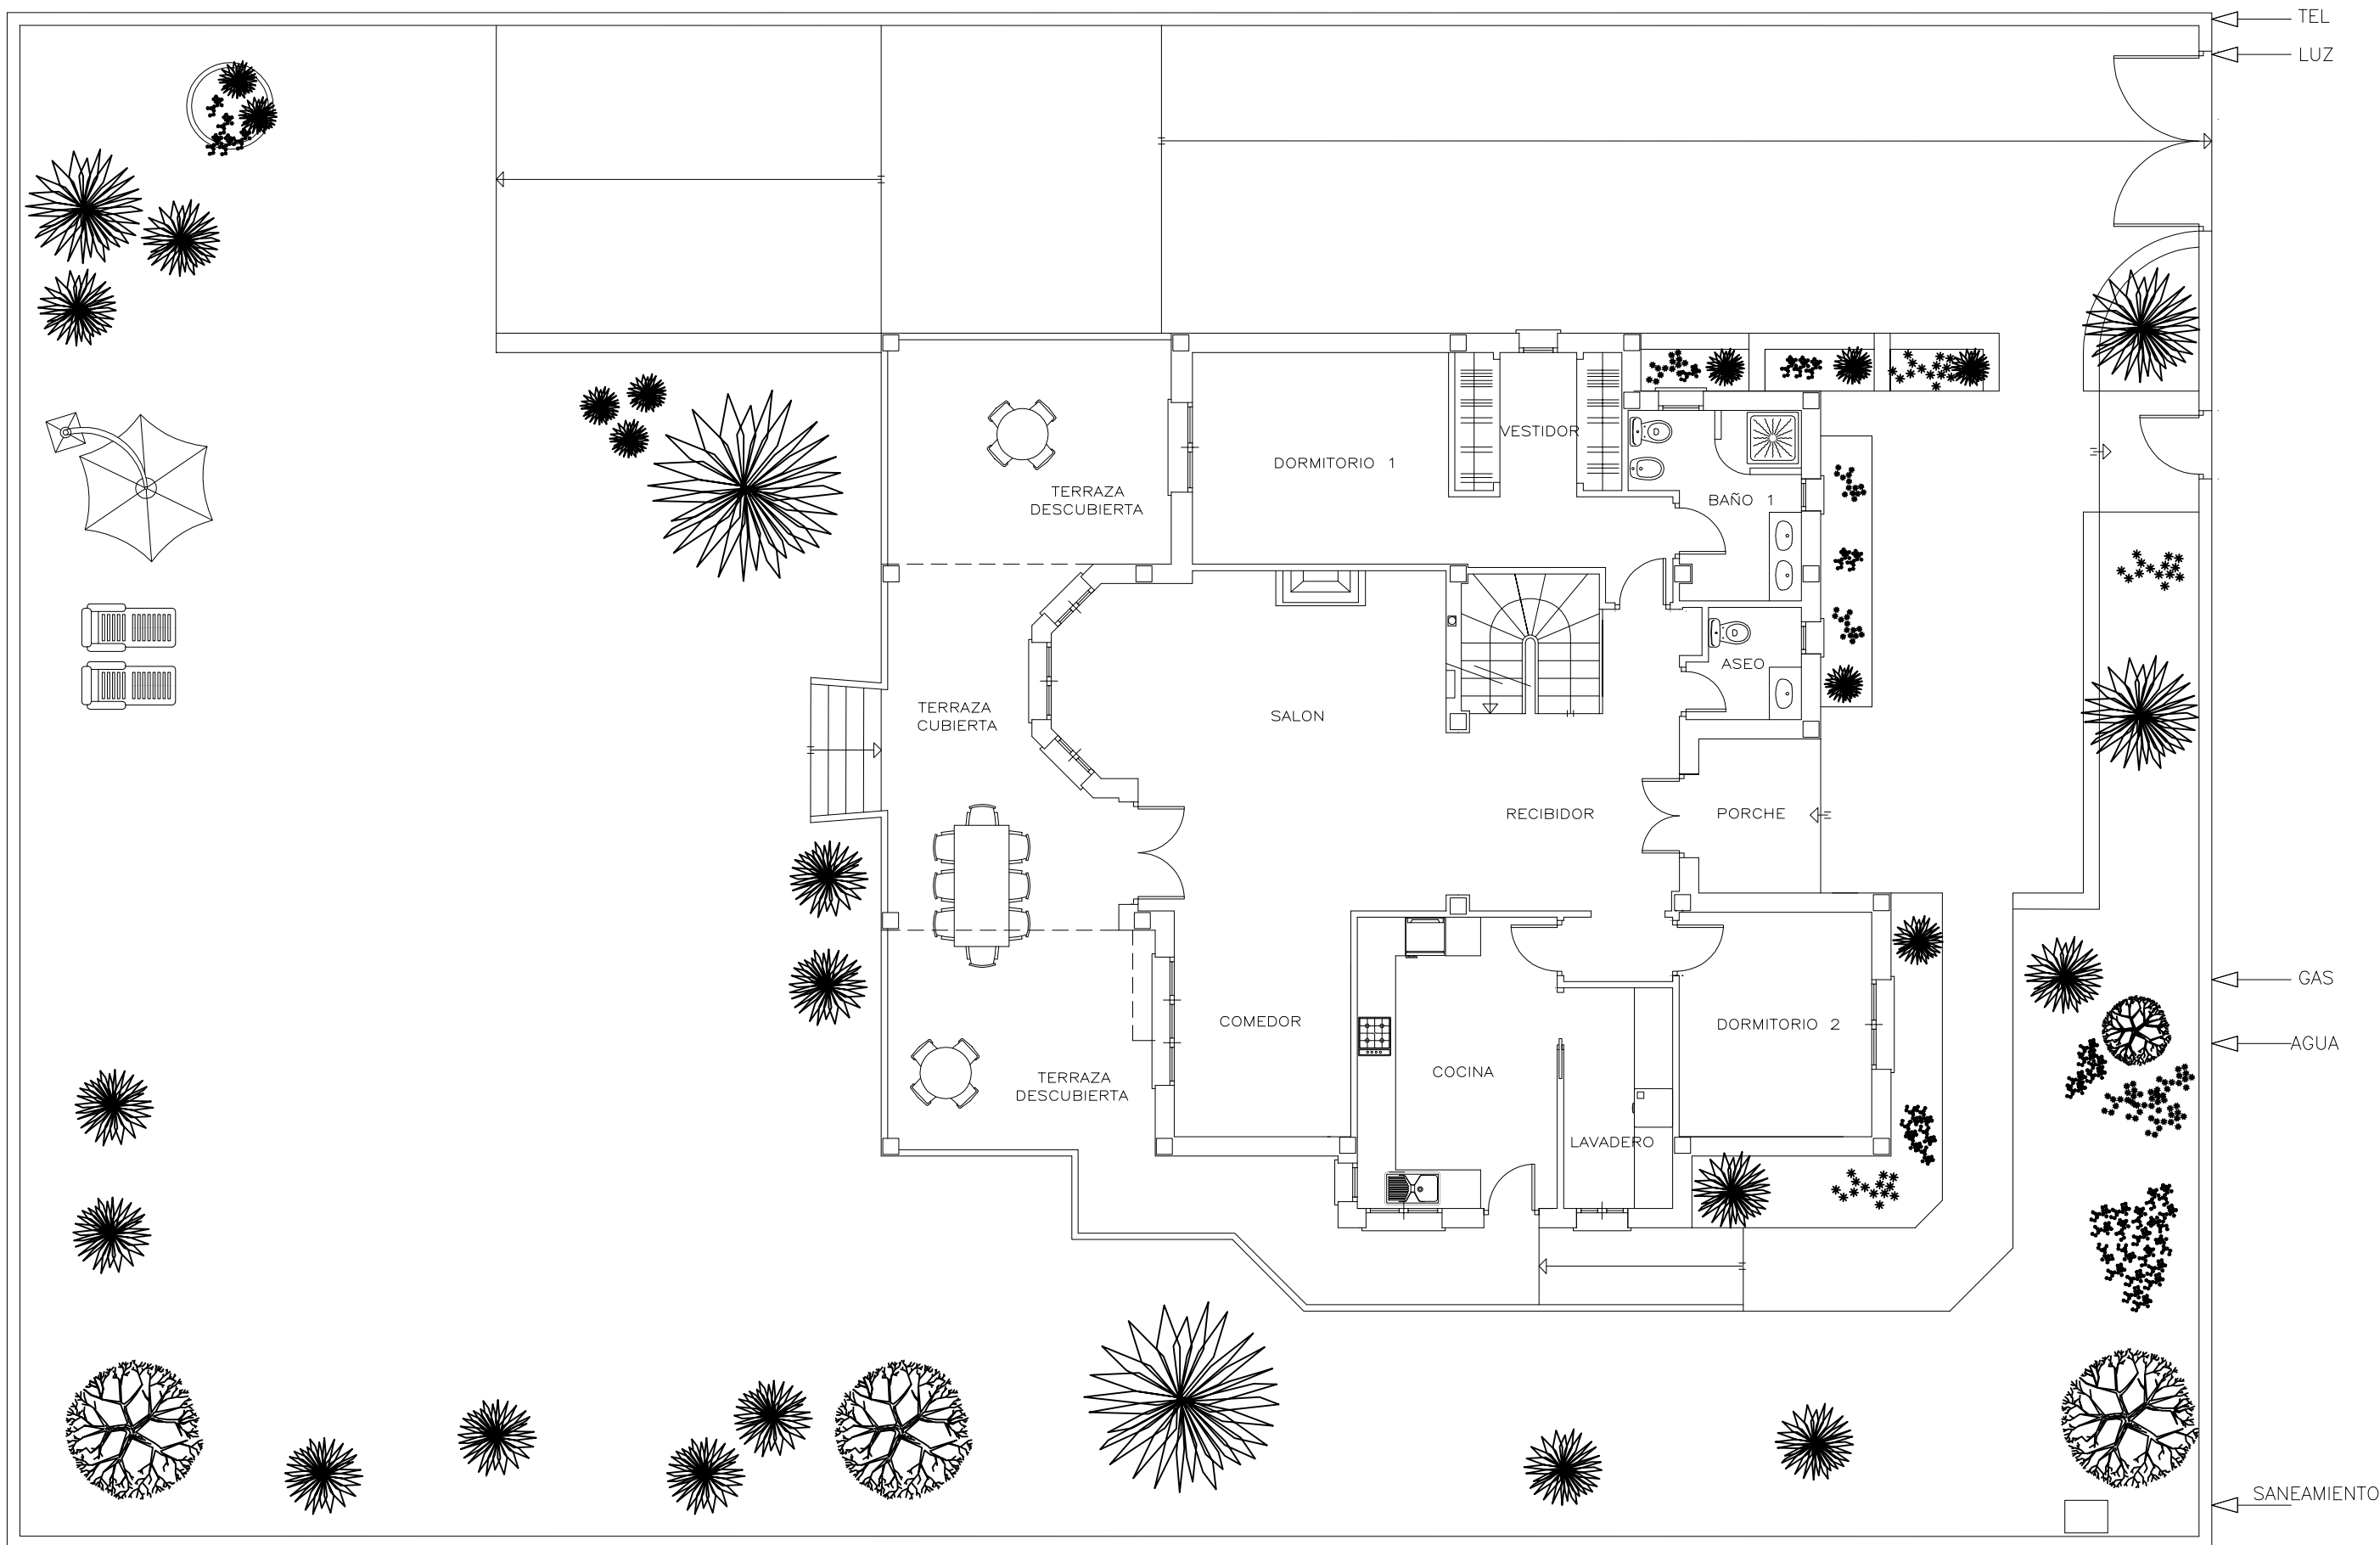 TEL
LUZ
VESTIDOR
DORMITORIO 1
TERRAZA
DESCUBIERTA
BAÑO 1
ASEO
TERRAZA
CUBIERTA
SALON
RECIBIDOR
PORCHE
GAS
COMEDOR
DORMITORIO 2
AGUA
COCINA
TERRAZA
DESCUBIERTA
LAVADERO
SANEAMIENTO